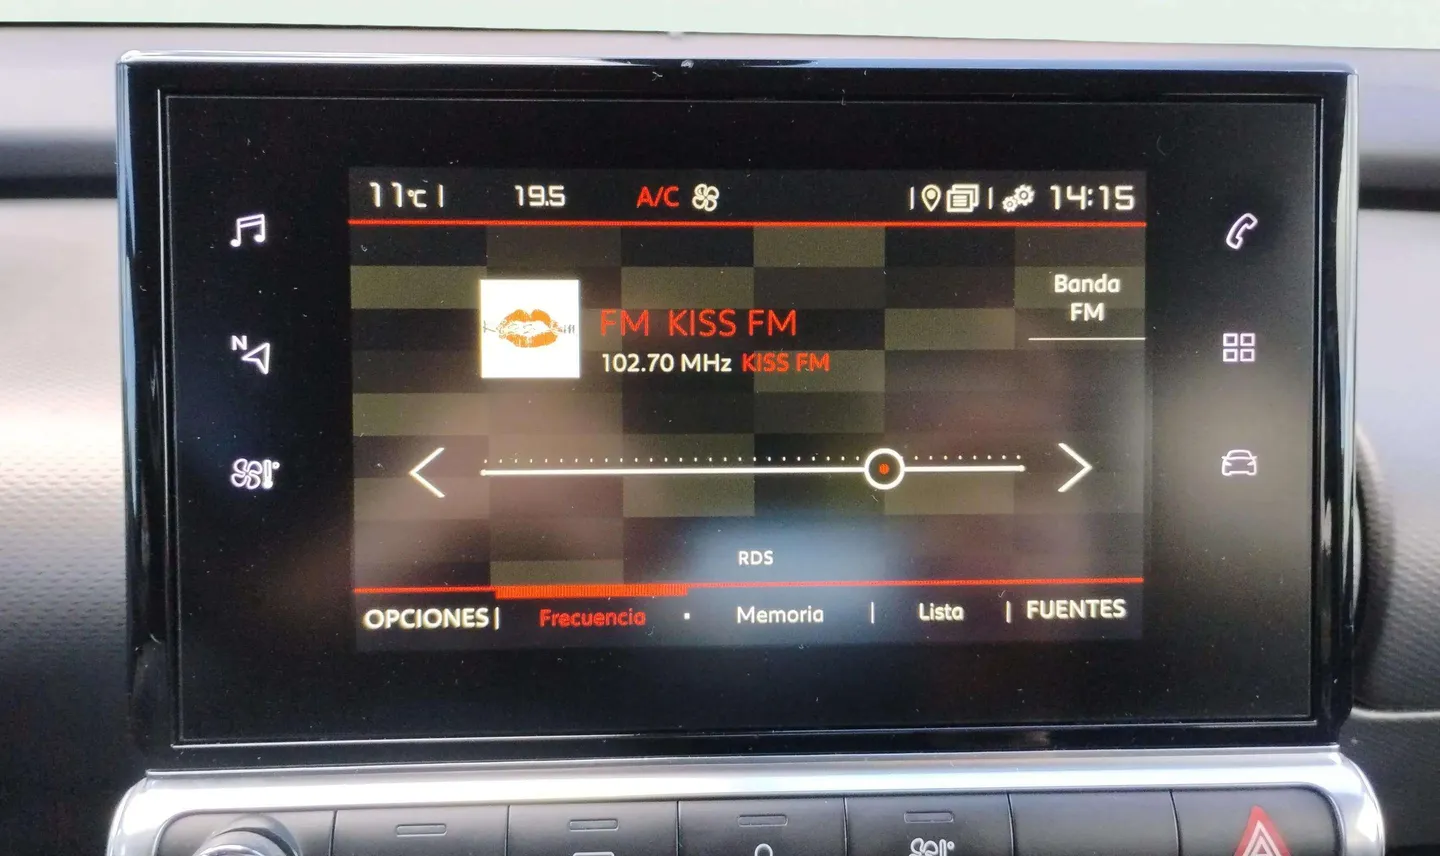 11°C 19.5 A/C 14:15
N
Banda
FM
FM KISS FM
102.70 MHz KISS FM
RDS
OPCIONES Frecuencia Memoria Lista FUENTES